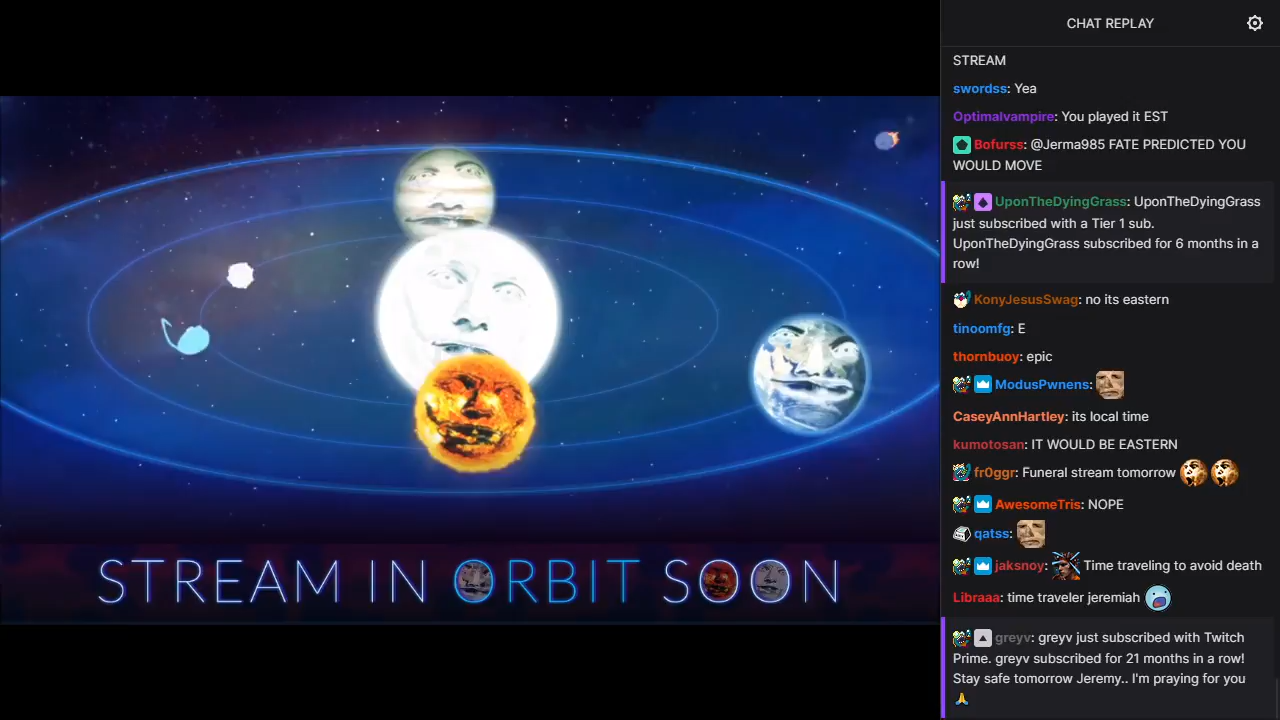 CHAT REPLAY
STREAM
swordss: Yea
Optimalvampire: You played it EST
Bofurss: @Jerma985 FATE PREDICTED YOU
WOULD MOVE
UponTheDyingGrass: UponTheDyingGrass
just subscribed with a Tier 1 sub.
UponTheDyingGrass subscribed for 6 months in a
row!
KonyJesusSwag: no its eastern
tinoomfg: E
thornbuoy: epic
ModusPwnens:
CaseyAnnHartley: its local time
kumotosan: IT WOULD BE EASTERN
fr0ggr: Funeral stream tomorrow
AwesomeTris: NOPE
qatss:
jaksnoy: Time traveling to avoid death
Libraaa: time traveler jeremiah
greyv: greyv just subscribed with Twitch
Prime. greyv subscribed for 21 months in a row!
Stay safe tomorrow Jeremy.. I'm praying for you
STREAM IN ORBIT SOON